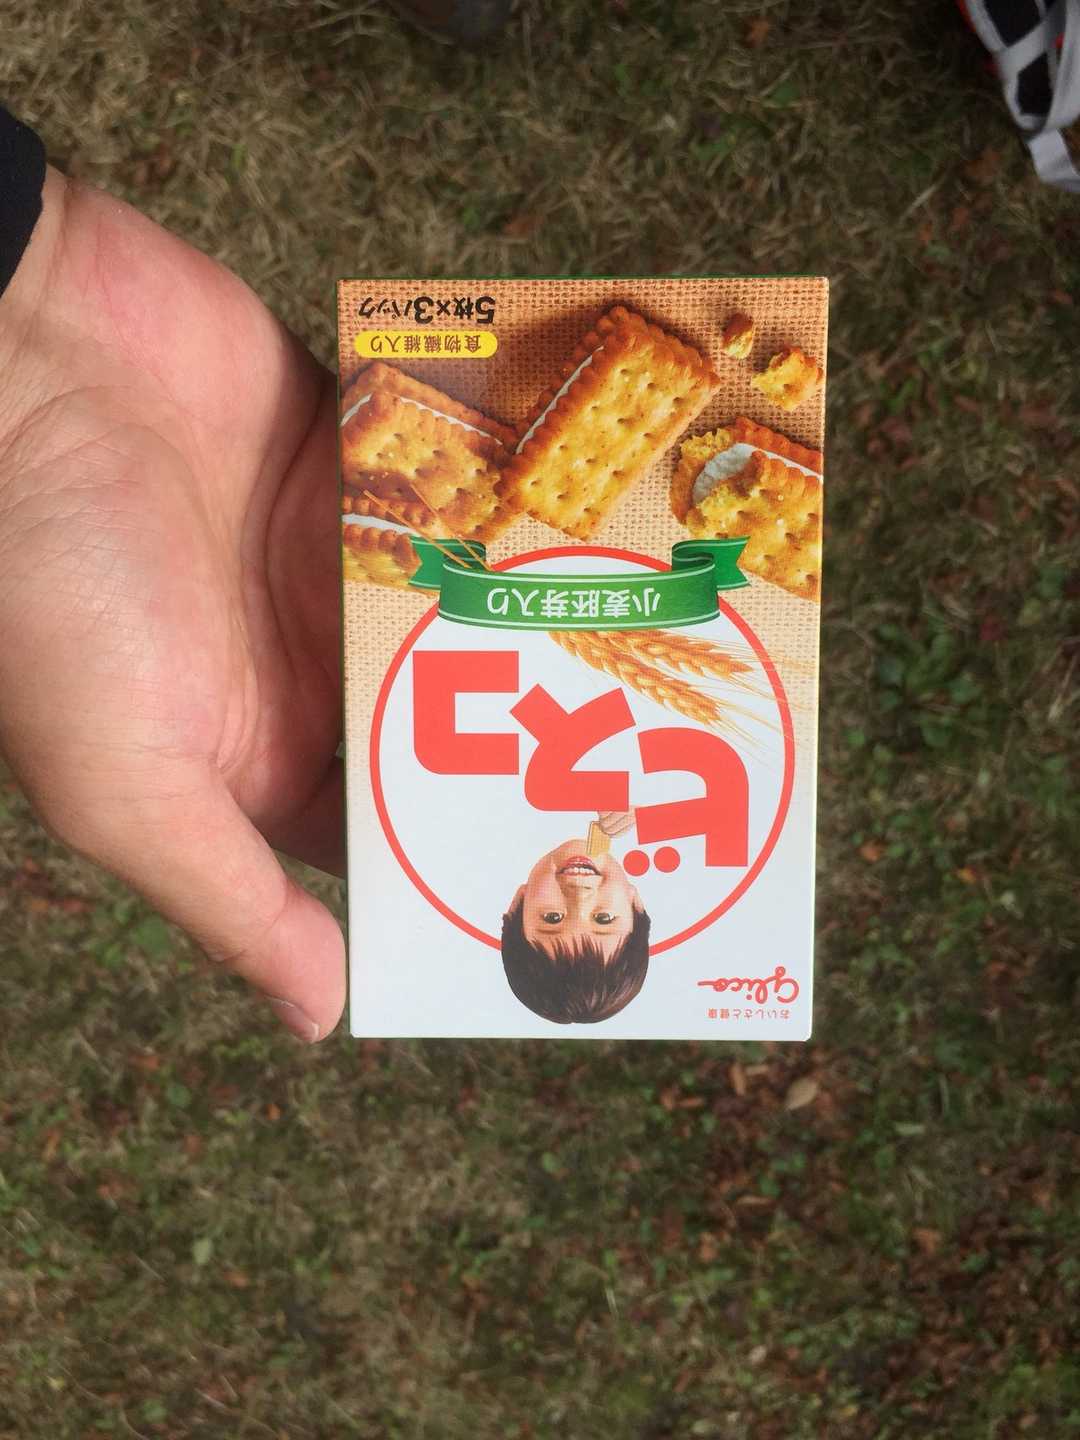 おいしさと健康
glico
ビスコ
小麦胚芽入り
食物繊維入り
5枚×3パック